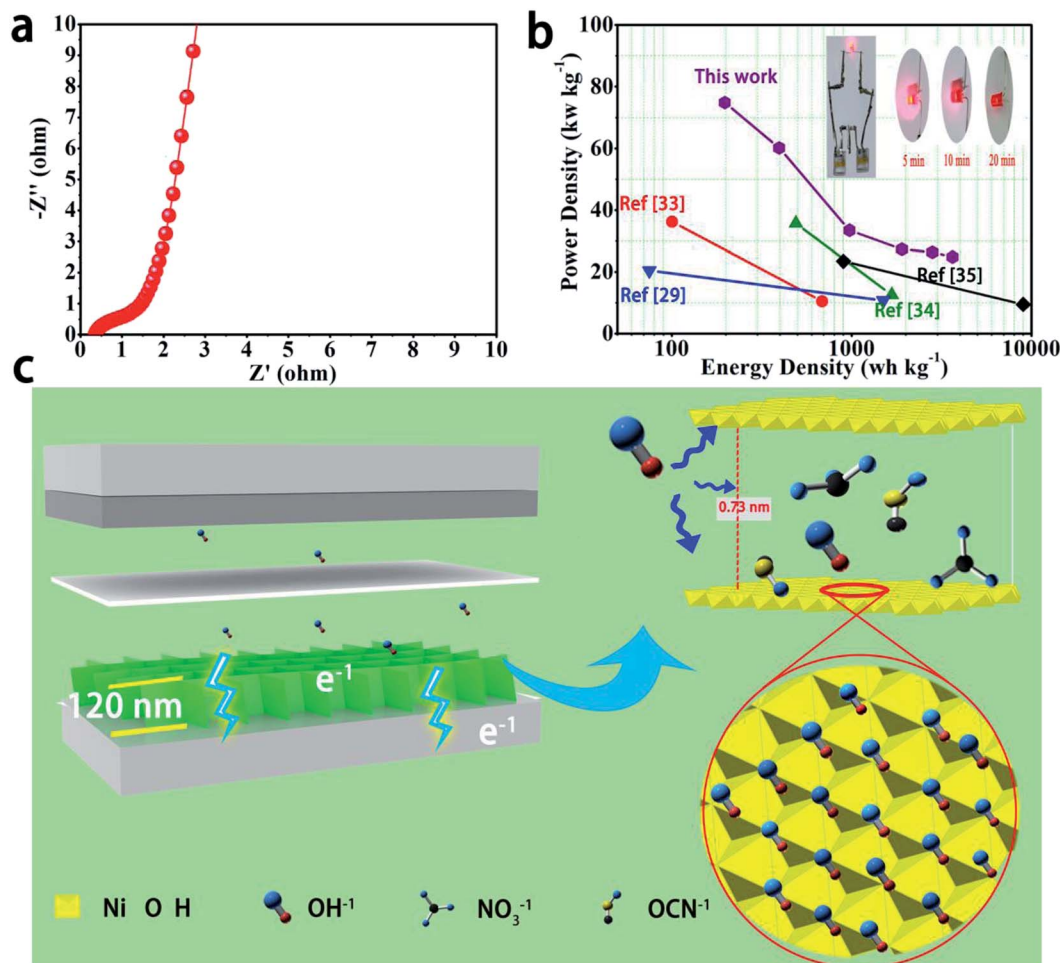 a
10
9
8
7
6
5
4
3
2
1
0
-Z'' (ohm)
0 1 2 3 4 5 6 7 8 9 10
Z' (ohm)
b
100
80
60
40
20
0
Power Density (kw kg-1)
This work
Ref [33]
Ref [29]
Ref [34]
Ref [35]
5 min 10 min 20 min
100 1000 10000
Energy Density (wh kg-1)
c
120 nm
e-1
e-1
0.73 nm
Ni O H
OH-1
NO3-1
OCN-1